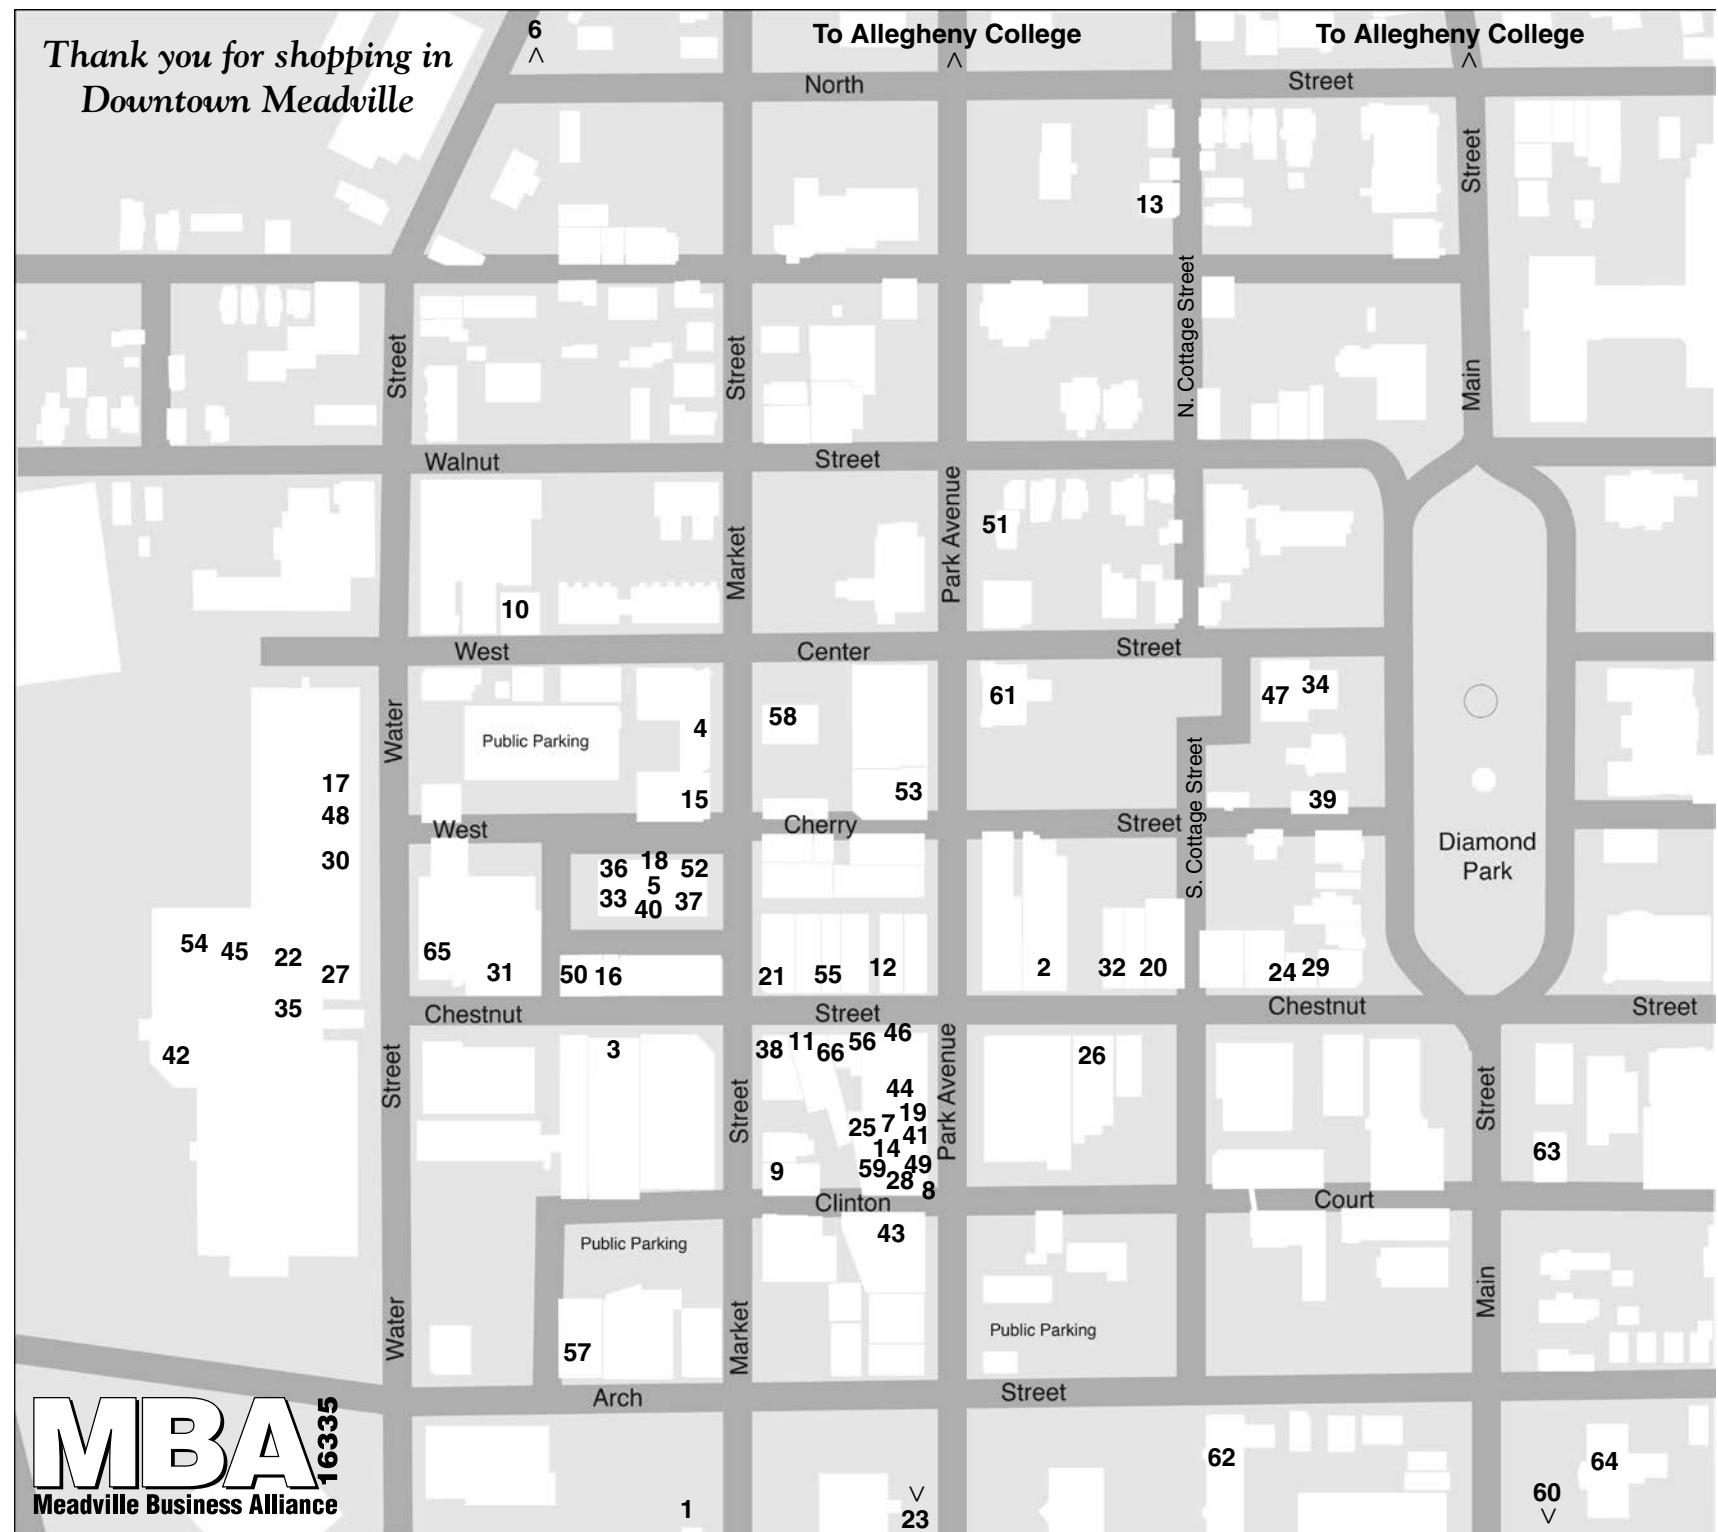 Thank you for shopping in
Downtown Meadville
6
To Allegheny College
To Allegheny College
North
Street
Street
13
N. Cottage Street
Street
Street
Main
Walnut
Street
Park Avenue
51
Market
10
West
Center
Street
61
47
34
Water
Public Parking
4
58
53
15
17
48
30
S. Cottage Street
39
West
Cherry
Street
Diamond
Park
36
18
52
5
33
40
37
54
45
22
27
35
42
65
31
50
16
21
55
12
2
32
20
24
29
Chestnut
Street
Chestnut
Street
3
38
11
66
56
46
26
Street
Street
Park Avenue
Street
44
19
7
25
41
14
59
49
28
8
9
63
Clinton
Court
43
Public Parking
Water
Market
Main
Public Parking
57
Arch
Street
MBA
16335
Meadville Business Alliance
1
23
62
64
60